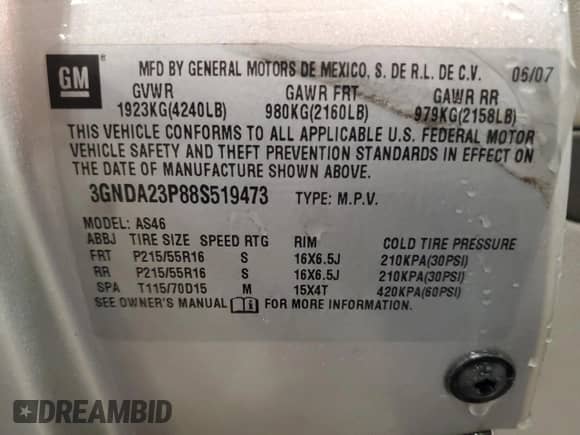 GM
®
MFD BY GENERAL MOTORS DE MEXICO, S. DE R.L. DE C.V. 06/07
GVWR GAWR FRT GAWR RR
1923KG(4240LB) 980KG(2160LB) 979KG(2158LB)
THIS VEHICLE CONFORMS TO ALL APPLICABLE U.S. FEDERAL MOTOR
VEHICLE SAFETY AND THEFT PREVENTION STANDARDS IN EFFECT ON
THE DATE OF MANUFACTURE SHOWN ABOVE.
3GNDA23P88S519473 TYPE: M.P.V.
MODEL: AS46
ABBJ TIRE SIZE SPEED RTG RIM COLD TIRE PRESSURE
FRT P215/55R16 S 16X6.5J 210KPA(30PSI)
RR P215/55R16 S 16X6.5J 210KPA(30PSI)
SPA T115/70D15 M 15X4T 420KPA(60PSI)
SEE OWNER'S MANUAL FOR MORE INFORMATION.
DREAMBID